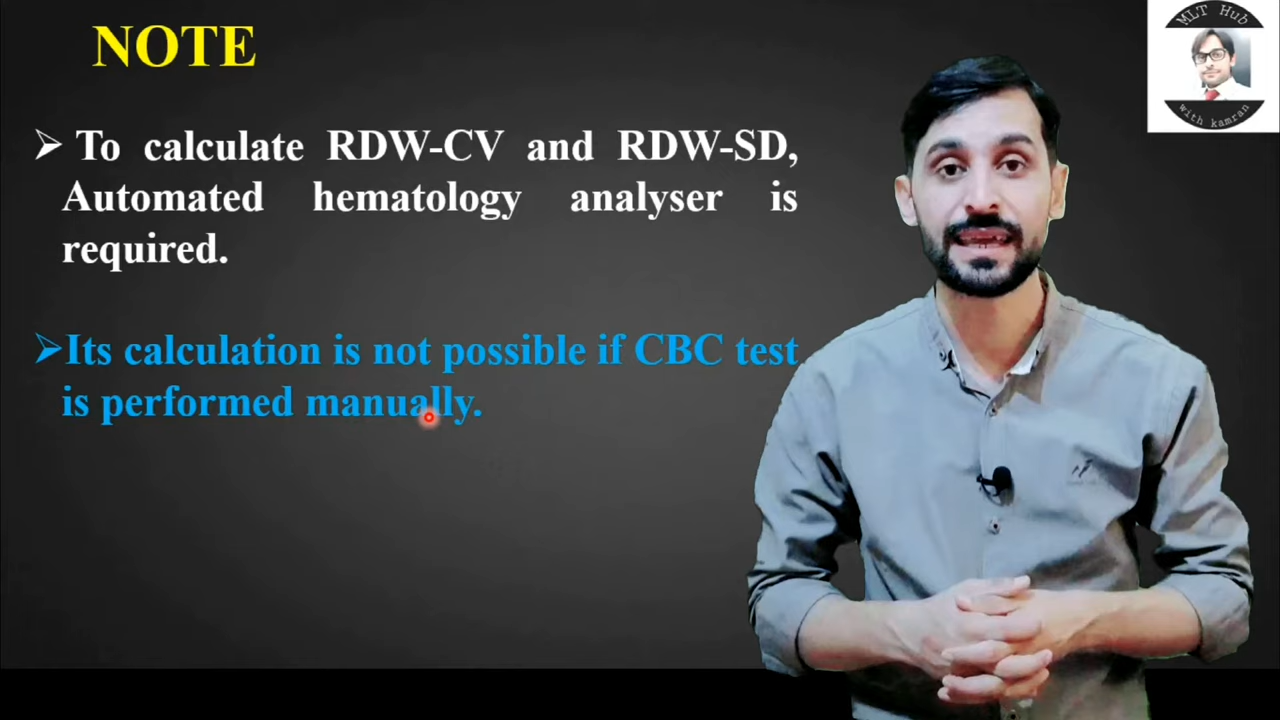 NOTE
MLT Hub
with kamran
➢ To calculate RDW-CV and RDW-SD,
Automated hematology analyser is
required.
➢Its calculation is not possible if CBC test
is performed manually.